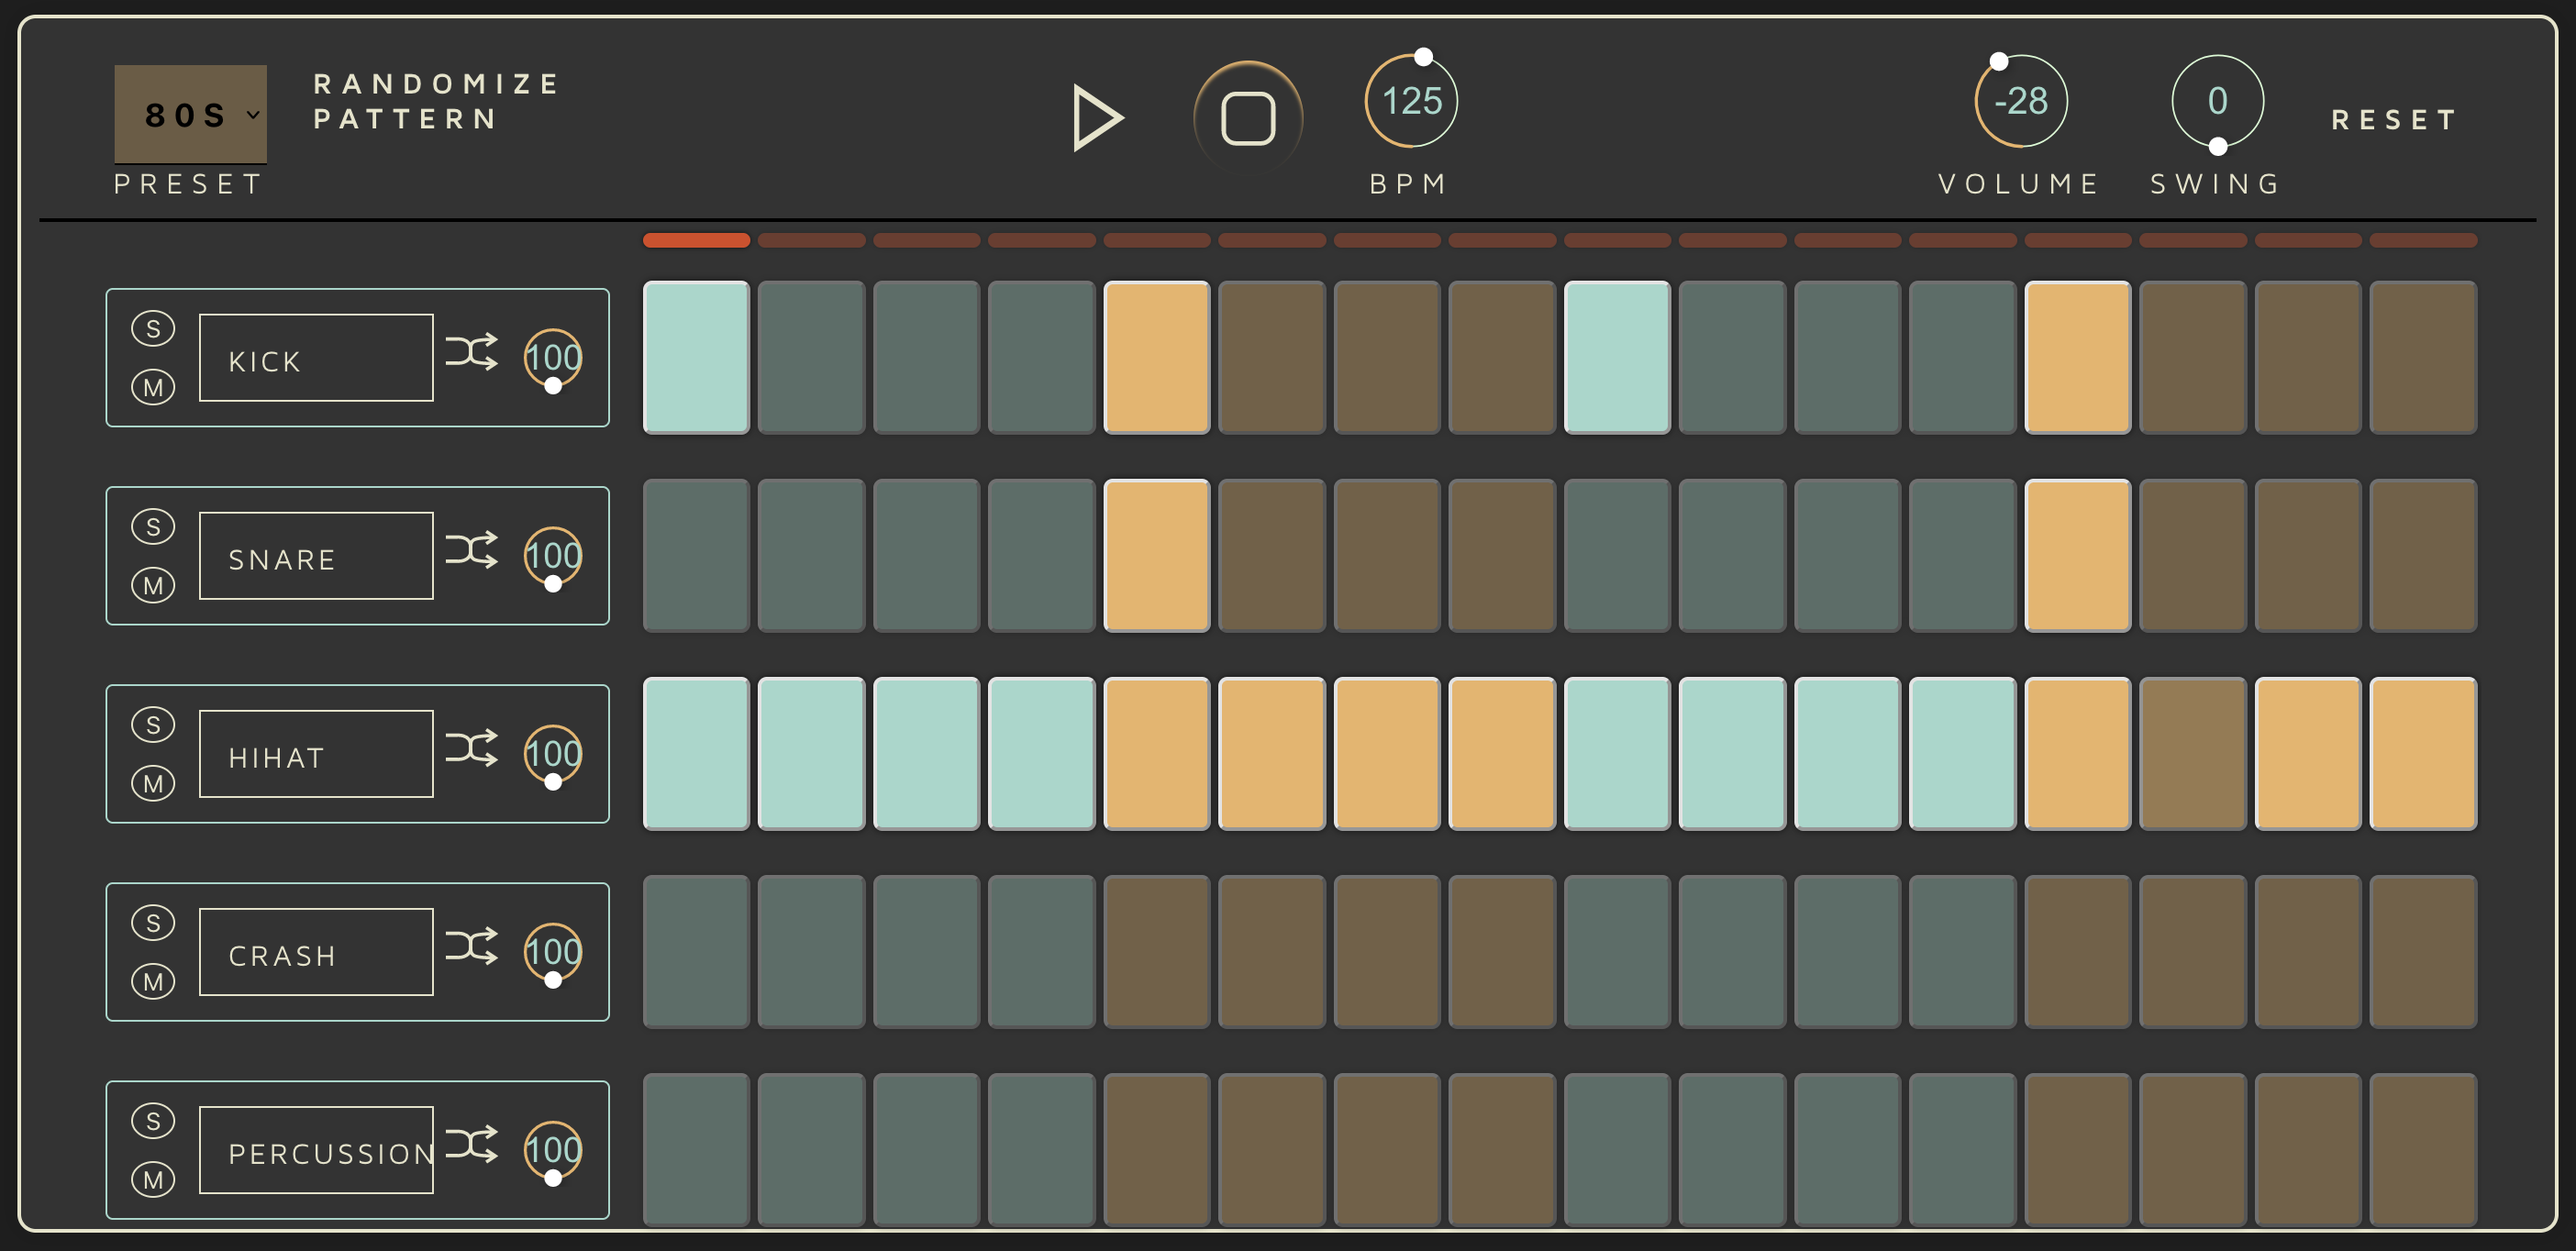 80S
PRESET
RANDOMIZE
PATTERN
125
BPM
-28
VOLUME
0
SWING
RESET
S
M
KICK
100
S
M
SNARE
100
S
M
HIHAT
100
S
M
CRASH
100
S
M
PERCUSSION
100